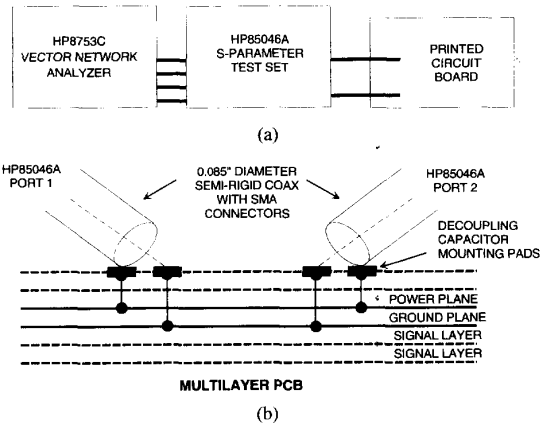 HP8753C
VECTOR NETWORK
ANALYZER
HP85046A
S-PARAMETER
TEST SET
PRINTED
CIRCUIT
BOARD
(a)
HP85046A
PORT 1
0.085" DIAMETER
SEMI-RIGID COAX
WITH SMA
CONNECTORS
HP85046A
PORT 2
DECOUPLING
CAPACITOR
MOUNTING PADS
POWER PLANE
GROUND PLANE
SIGNAL LAYER
SIGNAL LAYER
MULTILAYER PCB
(b)